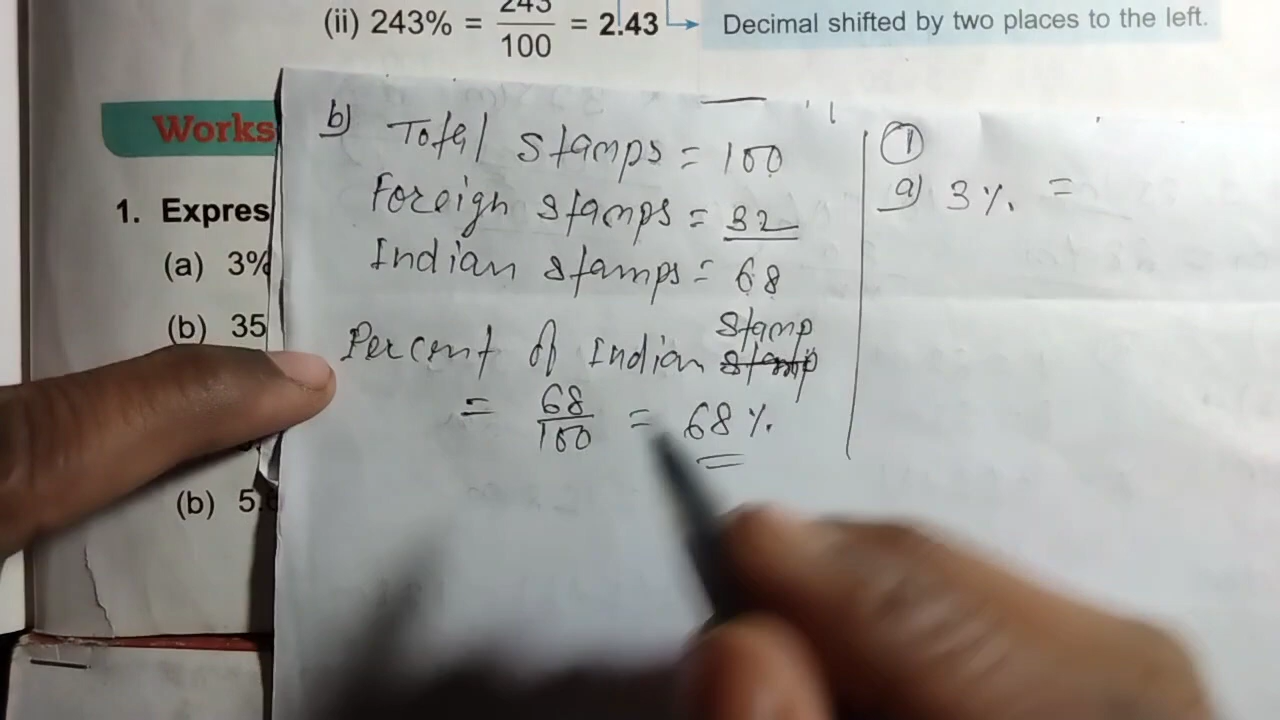 (ii) 243% = 243/100 = 2.43 → Decimal shifted by two places to the left.
Works
1. Expres
(a) 3%
(b) 35
(b) 5.
b) Total stamps = 100
Foreign stamps = 32
Indian stamps = 68
Percent of Indian stamp
= 68/100 = 68%
①
a) 3% =